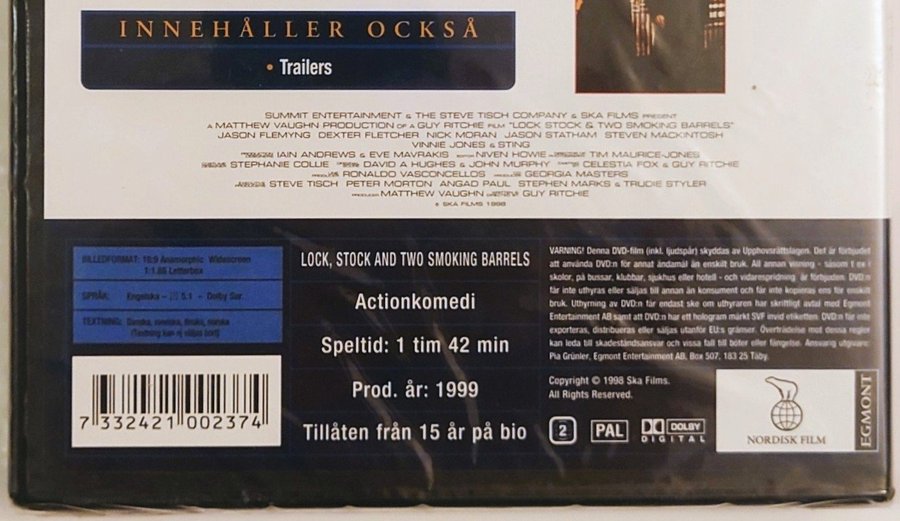 INNEHÅLLER OCKSÅ
• Trailers
SUMMIT ENTERTAINMENT & THE STEVE TISCH COMPANY & SKA FILMS PRESENT
A MATTHEW VAUGHN PRODUCTION OF A GUY RITCHIE FILM "LOCK STOCK & TWO SMOKING BARRELS"
JASON FLEMYNG DEXTER FLETCHER NICK MORAN JASON STATHAM STEVEN MACKINTOSH
VINNIE JONES & STING
IAIN ANDREWS & EVE MAVRAKIS EDITOR NIVEN HOWIE TIM MAURICE-JONES
STEPHANIE COLLIE DAVID A HUGHES & JOHN MURPHY CELESTIA FOX & GUY RITCHIE
RONALDO VASCONCELLOS GEORGIA MASTERS
STEVE TISCH PETER MORTON ANGAD PAUL STEPHEN MARKS & TRUDIE STYLER
PRODUCER MATTHEW VAUGHN GUY RITCHIE
© SKA FILMS 1998
BILLEDFORMAT: 16:9 Anamorphic Widescreen
1:1.85 Letterbox
SPRÅK: Engelska - 5.1 - Dolby Sur.
TEXTNING: Danska, svenska, finska, norska
(Textning kan ej väljas bort)
7 332421 002374
LOCK, STOCK AND TWO SMOKING BARRELS
Actionkomedi
Speltid: 1 tim 42 min
Prod. år: 1999
Tillåten från 15 år på bio
VARNING! Denna DVD-film (inkl. ljudspår) skyddas av Upphovsrättslagen. Det är förbjudet
att använda DVD:n för annat ändamål än enskilt bruk. All annan visning - såsom t ex i
skolor, på bussar, klubbar, sjukhus eller hotell - och vidarespridning är förbjuden. DVD:n
får inte uthyras eller säljas till annan än konsument och får inte kopieras ens för enskilt
bruk. Uthyrning av DVD:n får endast ske om uthyraren har skriftligt avtal med Egmont
Entertainment AB samt att DVD:n har ett hologram märkt SVF invid etiketten. DVD:n får inte
exporteras, distribueras eller säljas utanför EU:s gränser. Överträdelse mot dessa regler
kan leda till skadeståndsansvar och vissa fall till böter eller fängelse. Ansvarig utgivare:
Pia Grünler, Egmont Entertainment AB, Box 507, 183 25 Täby.
Copyright © 1998 Ska Films.
All Rights Reserved.
2 PAL DOLBY
DIGITAL
NORDISK FILM
EGMONT